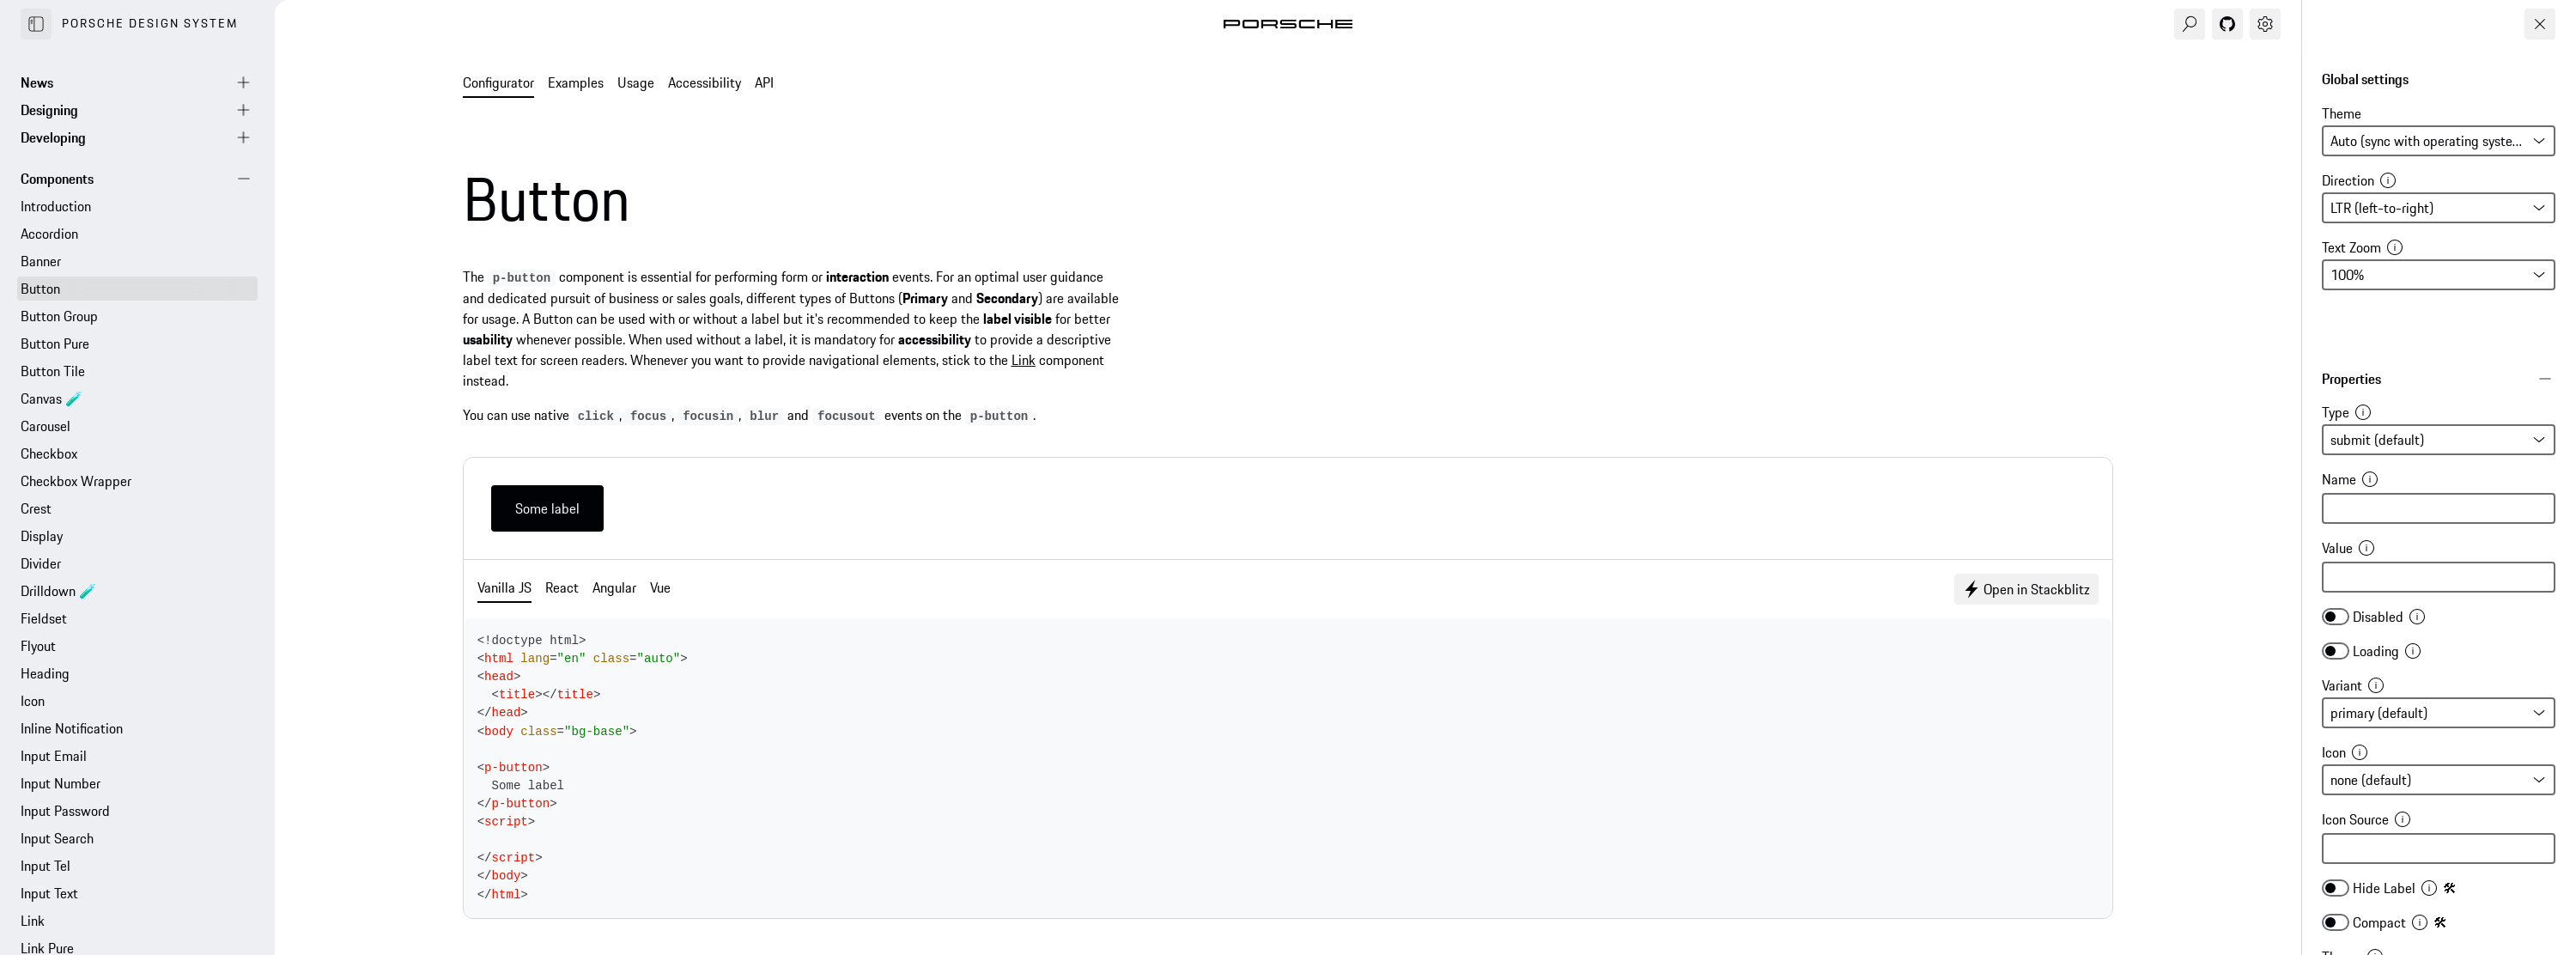 PORSCHE DESIGN SYSTEM
News
Designing
Developing
Components
Introduction
Accordion
Banner
Button
Button Group
Button Pure
Button Tile
Canvas 🧪
Carousel
Checkbox
Checkbox Wrapper
Crest
Display
Divider
Drilldown 🧪
Fieldset
Flyout
Heading
Icon
Inline Notification
Input Email
Input Number
Input Password
Input Search
Input Tel
Input Text
Link
Link Pure
PORSCHE
Configurator Examples Usage Accessibility API
Button
The p-button component is essential for performing form or interaction events. For an optimal user guidance
and dedicated pursuit of business or sales goals, different types of Buttons (Primary and Secondary) are available
for usage. A Button can be used with or without a label but it's recommended to keep the label visible for better
usability whenever possible. When used without a label, it is mandatory for accessibility to provide a descriptive
label text for screen readers. Whenever you want to provide navigational elements, stick to the Link component
instead.
You can use native click, focus, focusin, blur and focusout events on the p-button.
Some label
Vanilla JS React Angular Vue
Open in Stackblitz
<!doctype html>
<html lang="en" class="auto">
<head>
  <title></title>
</head>
<body class="bg-base">
<p-button>
  Some label
</p-button>
<script>
</script>
</body>
</html>
Global settings
Theme
Auto (sync with operating syste...
Direction
LTR (left-to-right)
Text Zoom
100%
Properties
Type
submit (default)
Name
Value
Disabled
Loading
Variant
primary (default)
Icon
none (default)
Icon Source
Hide Label 🛠
Compact 🛠